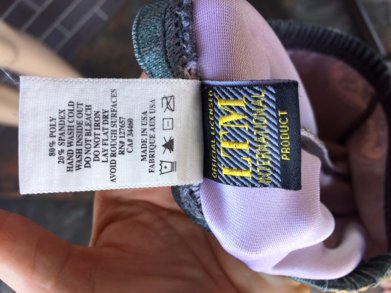 80% POLY
20% SPANDEX
HAND WASH COLD
WASH INSIDE OUT
DO NOT BLEACH
DO NOT IRON
LAY FLAT DRY
AVOID ROUGH SURFACES
RN# 127657
CA# 34460
MADE IN USA
FABRIQUE AUX USA
OFFICIAL LICENSED
LTM
INTERNATIONAL
PRODUCT